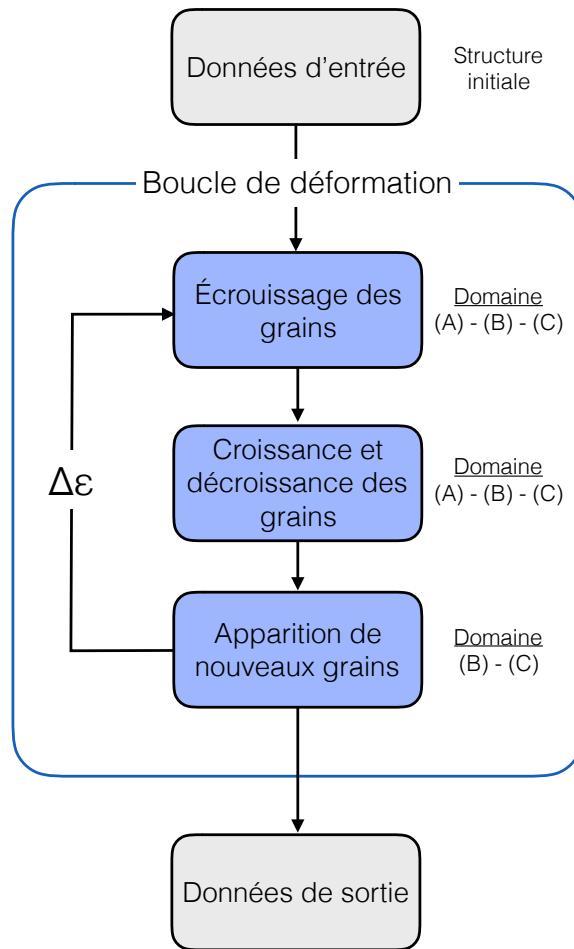 Données d'entrée
Structure
initiale
Boucle de déformation
Écrouissage des
grains
Domaine
(A) - (B) - (C)
Croissance et
décroissance des
grains
Domaine
(A) - (B) - (C)
Δε
Apparition de
nouveaux grains
Domaine
(B) - (C)
Données de sortie